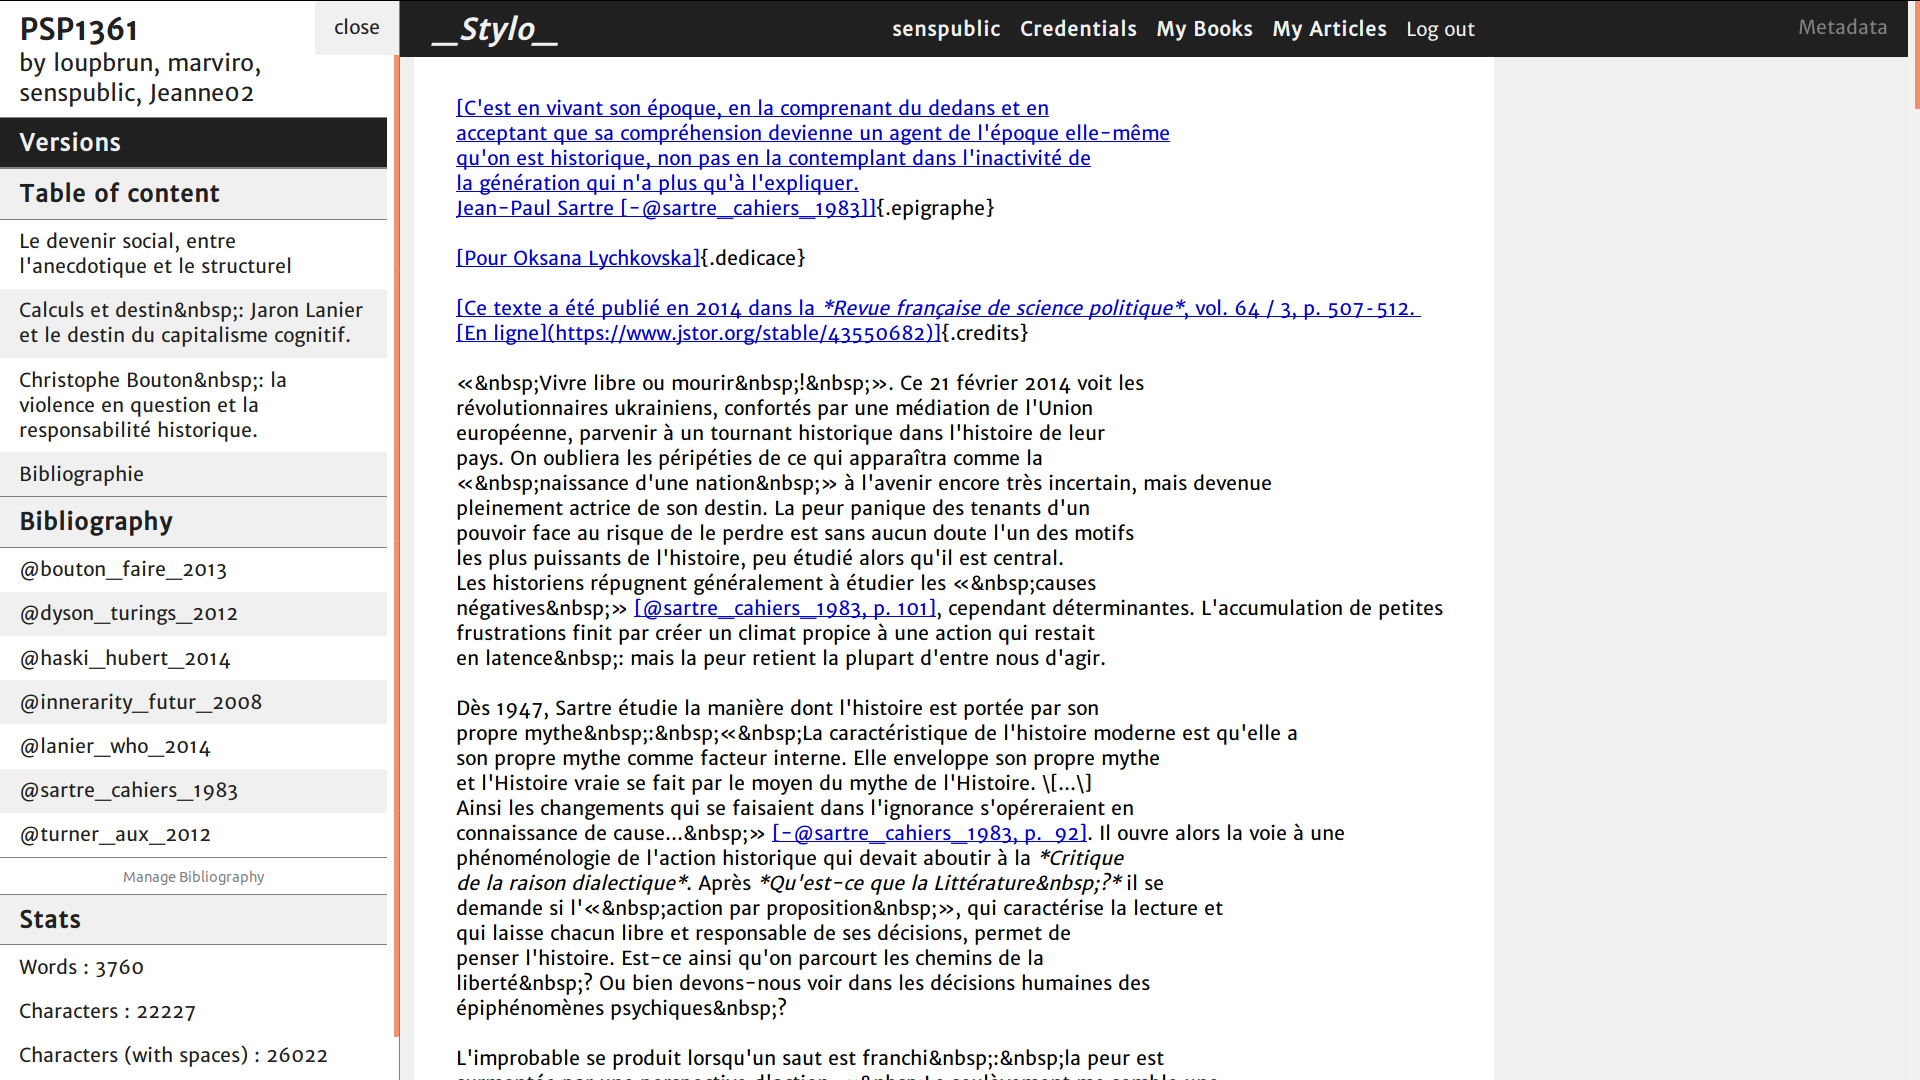 PSP1361
close
by loupbrun, marviro,
senspublic, Jeanne02
Versions
Table of content
Le devenir social, entre
l'anecdotique et le structurel
Calculs et destin&nbsp;: Jaron Lanier
et le destin du capitalisme cognitif.
Christophe Bouton&nbsp;: la
violence en question et la
responsabilité historique.
Bibliographie
Bibliography
@bouton_faire_2013
@dyson_turings_2012
@haski_hubert_2014
@innerarity_futur_2008
@lanier_who_2014
@sartre_cahiers_1983
@turner_aux_2012
Manage Bibliography
Stats
Words : 3760
Characters : 22227
Characters (with spaces) : 26022
_Stylo_
senspublic Credentials My Books My Articles Log out
Metadata
[C'est en vivant son époque, en la comprenant du dedans et en
acceptant que sa compréhension devienne un agent de l'époque elle-même
qu'on est historique, non pas en la contemplant dans l'inactivité de
la génération qui n'a plus qu'à l'expliquer.
Jean-Paul Sartre [-@sartre_cahiers_1983]]{.epigraphe}
[Pour Oksana Lychkovska]{.dedicace}
[Ce texte a été publié en 2014 dans la *Revue française de science politique*, vol. 64 / 3, p. 507-512.
[En ligne](https://www.jstor.org/stable/43550682)]{.credits}
«&nbsp;Vivre libre ou mourir&nbsp;!&nbsp;». Ce 21 février 2014 voit les
révolutionnaires ukrainiens, confortés par une médiation de l'Union
européenne, parvenir à un tournant historique dans l'histoire de leur
pays. On oubliera les péripéties de ce qui apparaîtra comme la
«&nbsp;naissance d'une nation&nbsp;» à l'avenir encore très incertain, mais devenue
pleinement actrice de son destin. La peur panique des tenants d'un
pouvoir face au risque de le perdre est sans aucun doute l'un des motifs
les plus puissants de l'histoire, peu étudié alors qu'il est central.
Les historiens répugnent généralement à étudier les «&nbsp;causes
négatives&nbsp;» [@sartre_cahiers_1983, p. 101], cependant déterminantes. L'accumulation de petites
frustrations finit par créer un climat propice à une action qui restait
en latence&nbsp;: mais la peur retient la plupart d'entre nous d'agir.
Dès 1947, Sartre étudie la manière dont l'histoire est portée par son
propre mythe&nbsp;:&nbsp;«&nbsp;La caractéristique de l'histoire moderne est qu'elle a
son propre mythe comme facteur interne. Elle enveloppe son propre mythe
et l'Histoire vraie se fait par le moyen du mythe de l'Histoire. \[...\]
Ainsi les changements qui se faisaient dans l'ignorance s'opéreraient en
connaissance de cause...&nbsp;» [-@sartre_cahiers_1983, p.  92]. Il ouvre alors la voie à une
phénoménologie de l'action historique qui devait aboutir à la *Critique
de la raison dialectique*. Après *Qu'est-ce que la Littérature&nbsp;?* il se
demande si l'«&nbsp;action par proposition&nbsp;», qui caractérise la lecture et
qui laisse chacun libre et responsable de ses décisions, permet de
penser l'histoire. Est-ce ainsi qu'on parcourt les chemins de la
liberté&nbsp;? Ou bien devons-nous voir dans les décisions humaines des
épiphénomènes psychiques&nbsp;?
L'improbable se produit lorsqu'un saut est franchi&nbsp;:&nbsp;la peur est